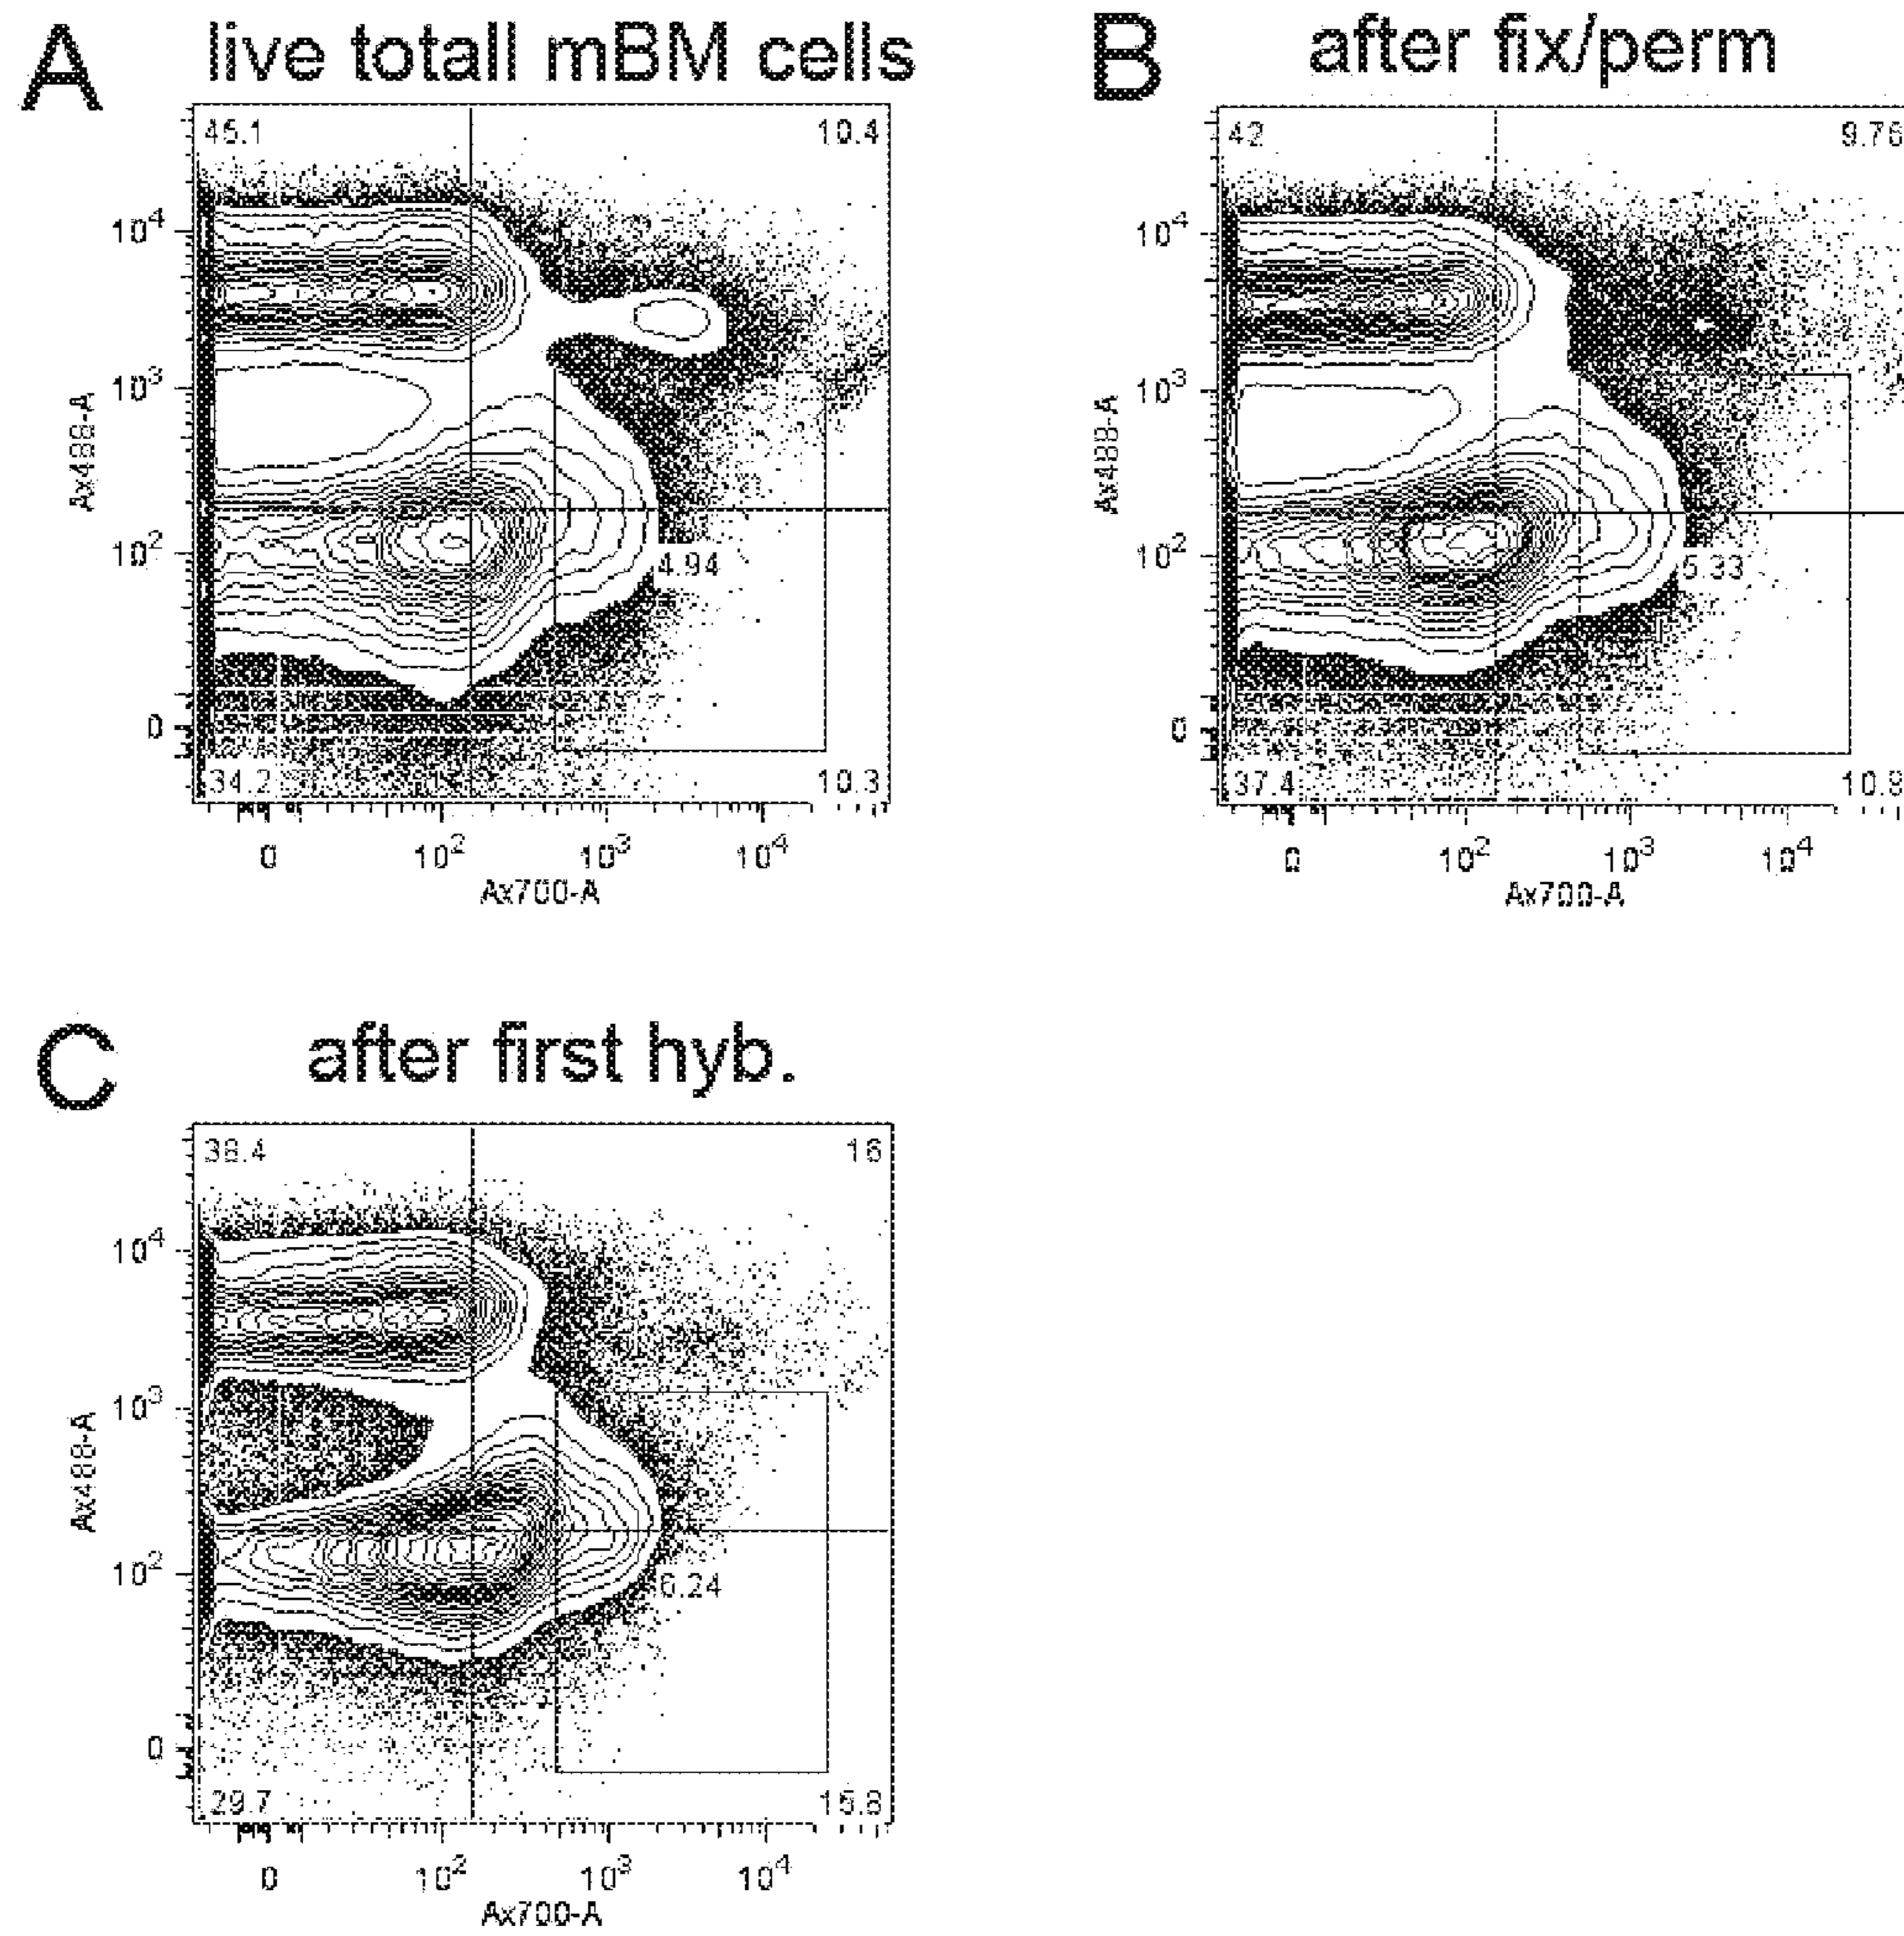 A live totall mBM cells
45.1 10.4
10⁴
10³
10²
0
Ax488-A
4.94
34.2 10.3
0 10² 10³ 10⁴
Ax700-A
B after fix/perm
42 9.76
10⁴
10³
10²
0
Ax488-A
5.33
37.4 10.8
0 10² 10³ 10⁴
Ax700-A
C after first hyb.
38.4 16
10⁴
10³
10²
0
Ax488-A
6.24
29.7 15.8
0 10² 10³ 10⁴
Ax700-A